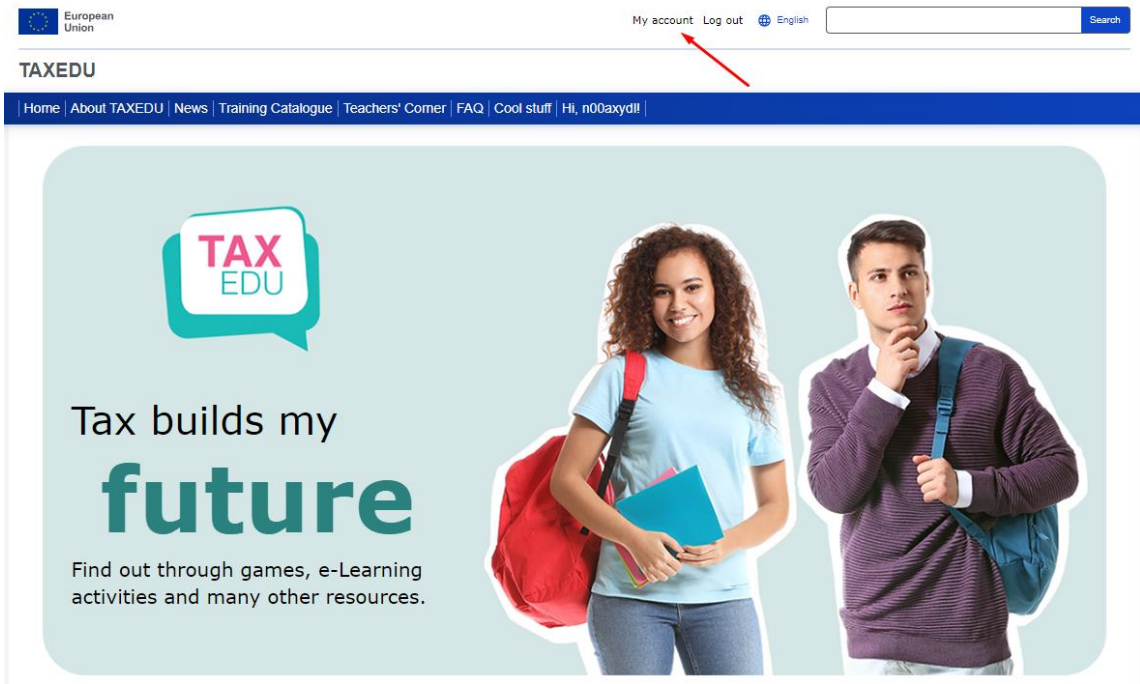 European
Union
My account Log out English Search
TAXEDU
Home | About TAXEDU | News | Training Catalogue | Teachers' Corner | FAQ | Cool stuff | Hi, n00axydl! |
TAX
EDU
Tax builds my
future
Find out through games, e-Learning
activities and many other resources.